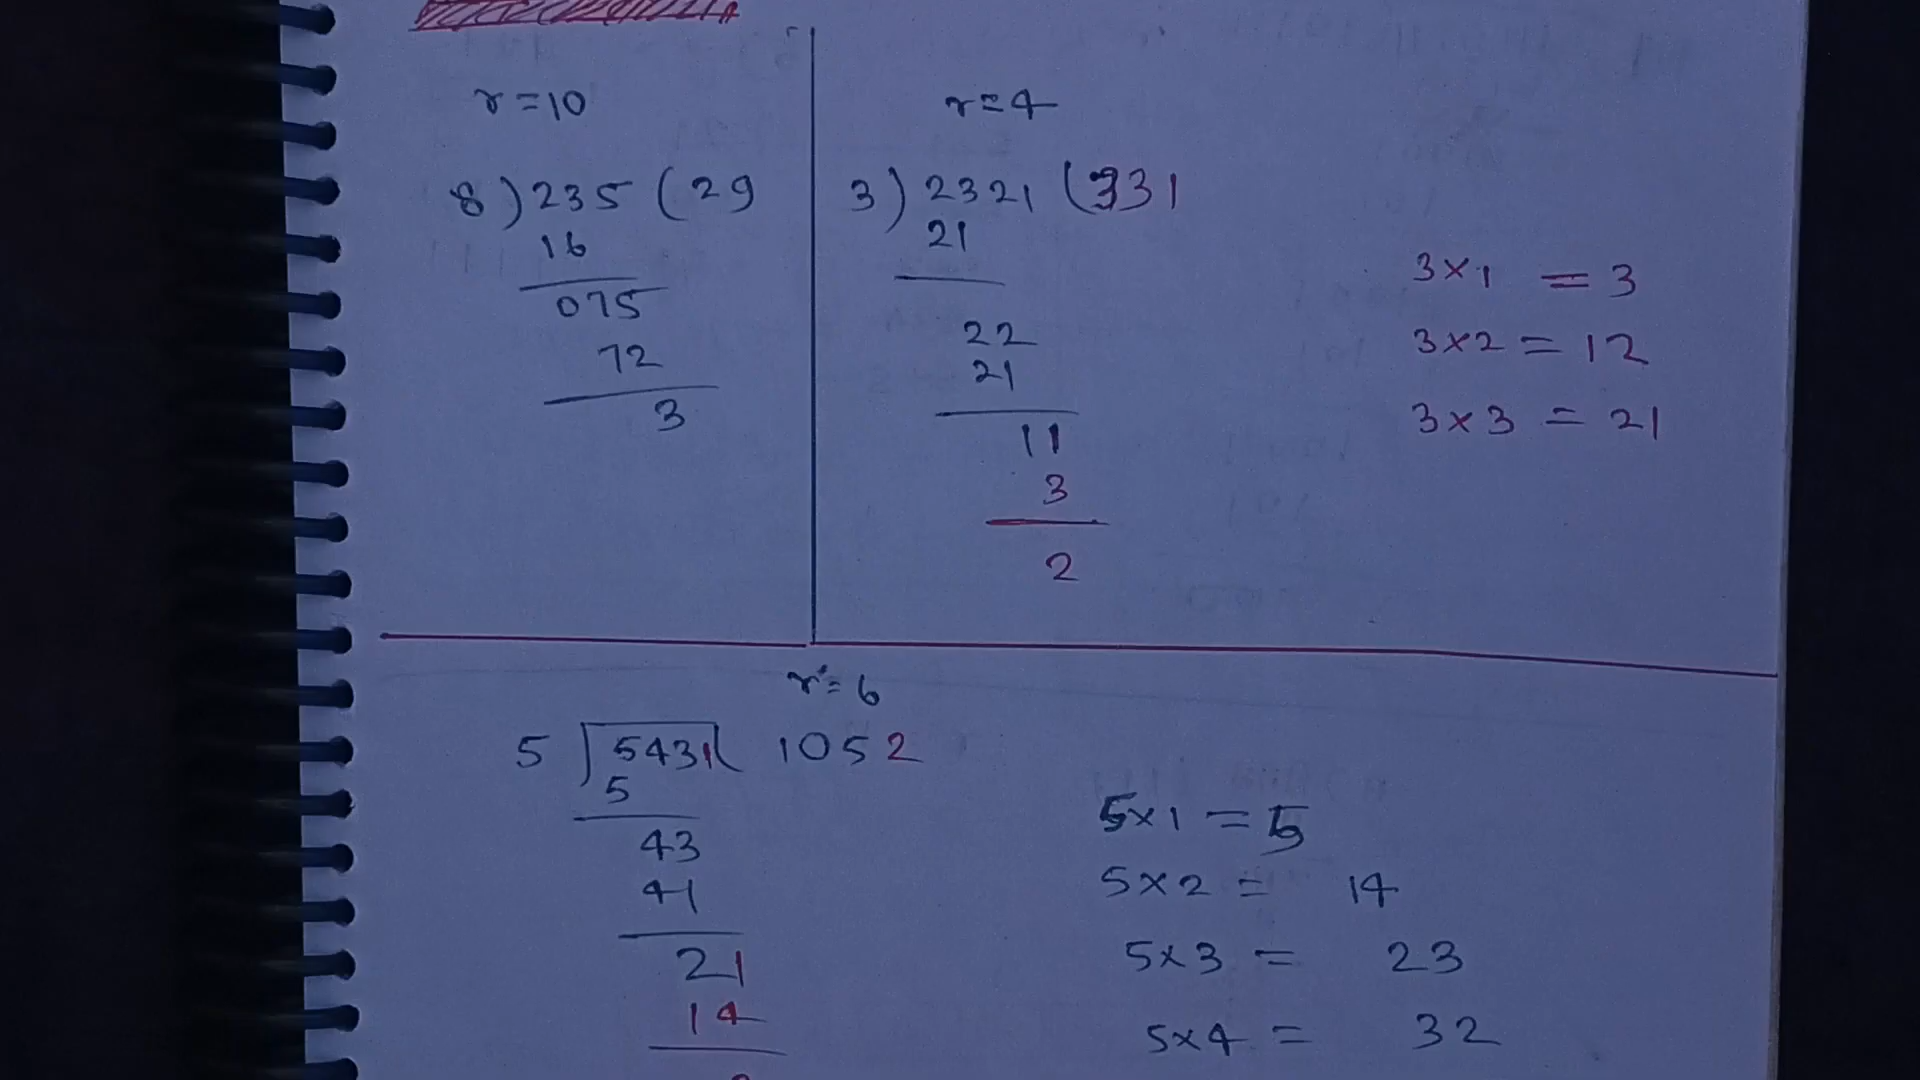 r=10
8)235(29
16
075
72
3
r=4
3)2321(331
21
22
21
11
3
2
3×1 = 3
3×2 = 12
3×3 = 21
r=6
5)5431( 1052
5
43
41
21
14
5×1 = 5
5×2 = 14
5×3 = 23
5×4 = 32